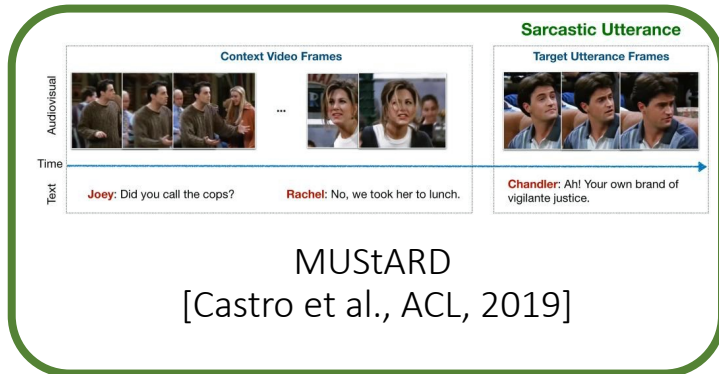 Sarcastic Utterance
Context Video Frames
Target Utterance Frames
Audiovisual
...
Time
Text
Joey: Did you call the cops?
Rachel: No, we took her to lunch.
Chandler: Ah! Your own brand of
vigilante justice.
MUStARD
[Castro et al., ACL, 2019]